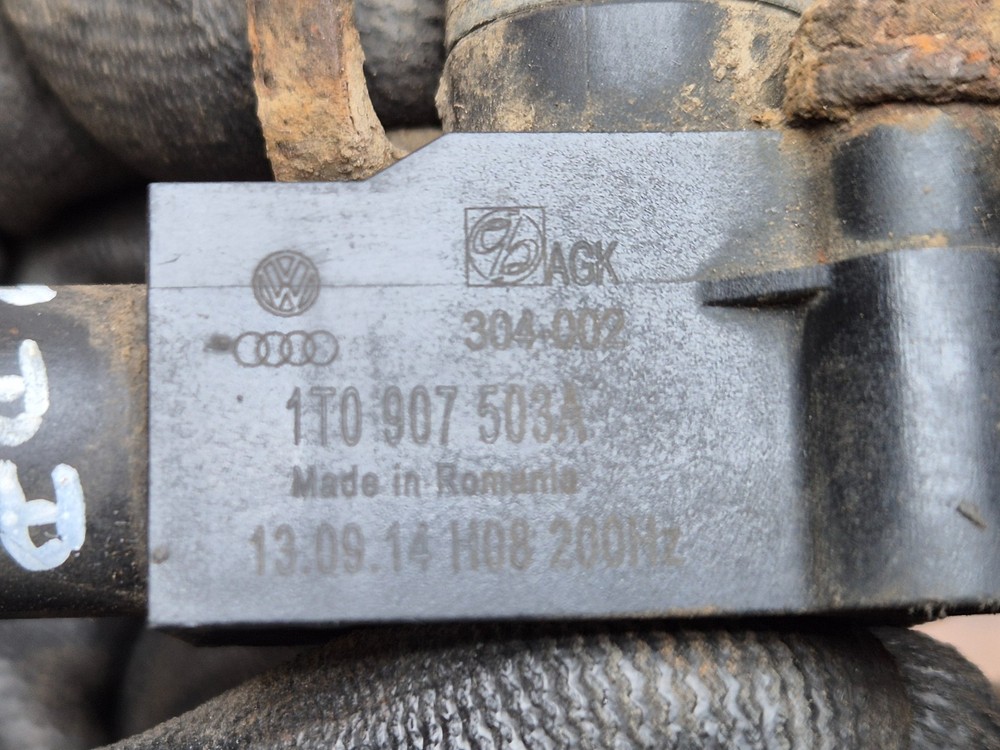 AGK
304-002
1T0 907 503A
Made in Romania
13.09.14 H08 200Hz